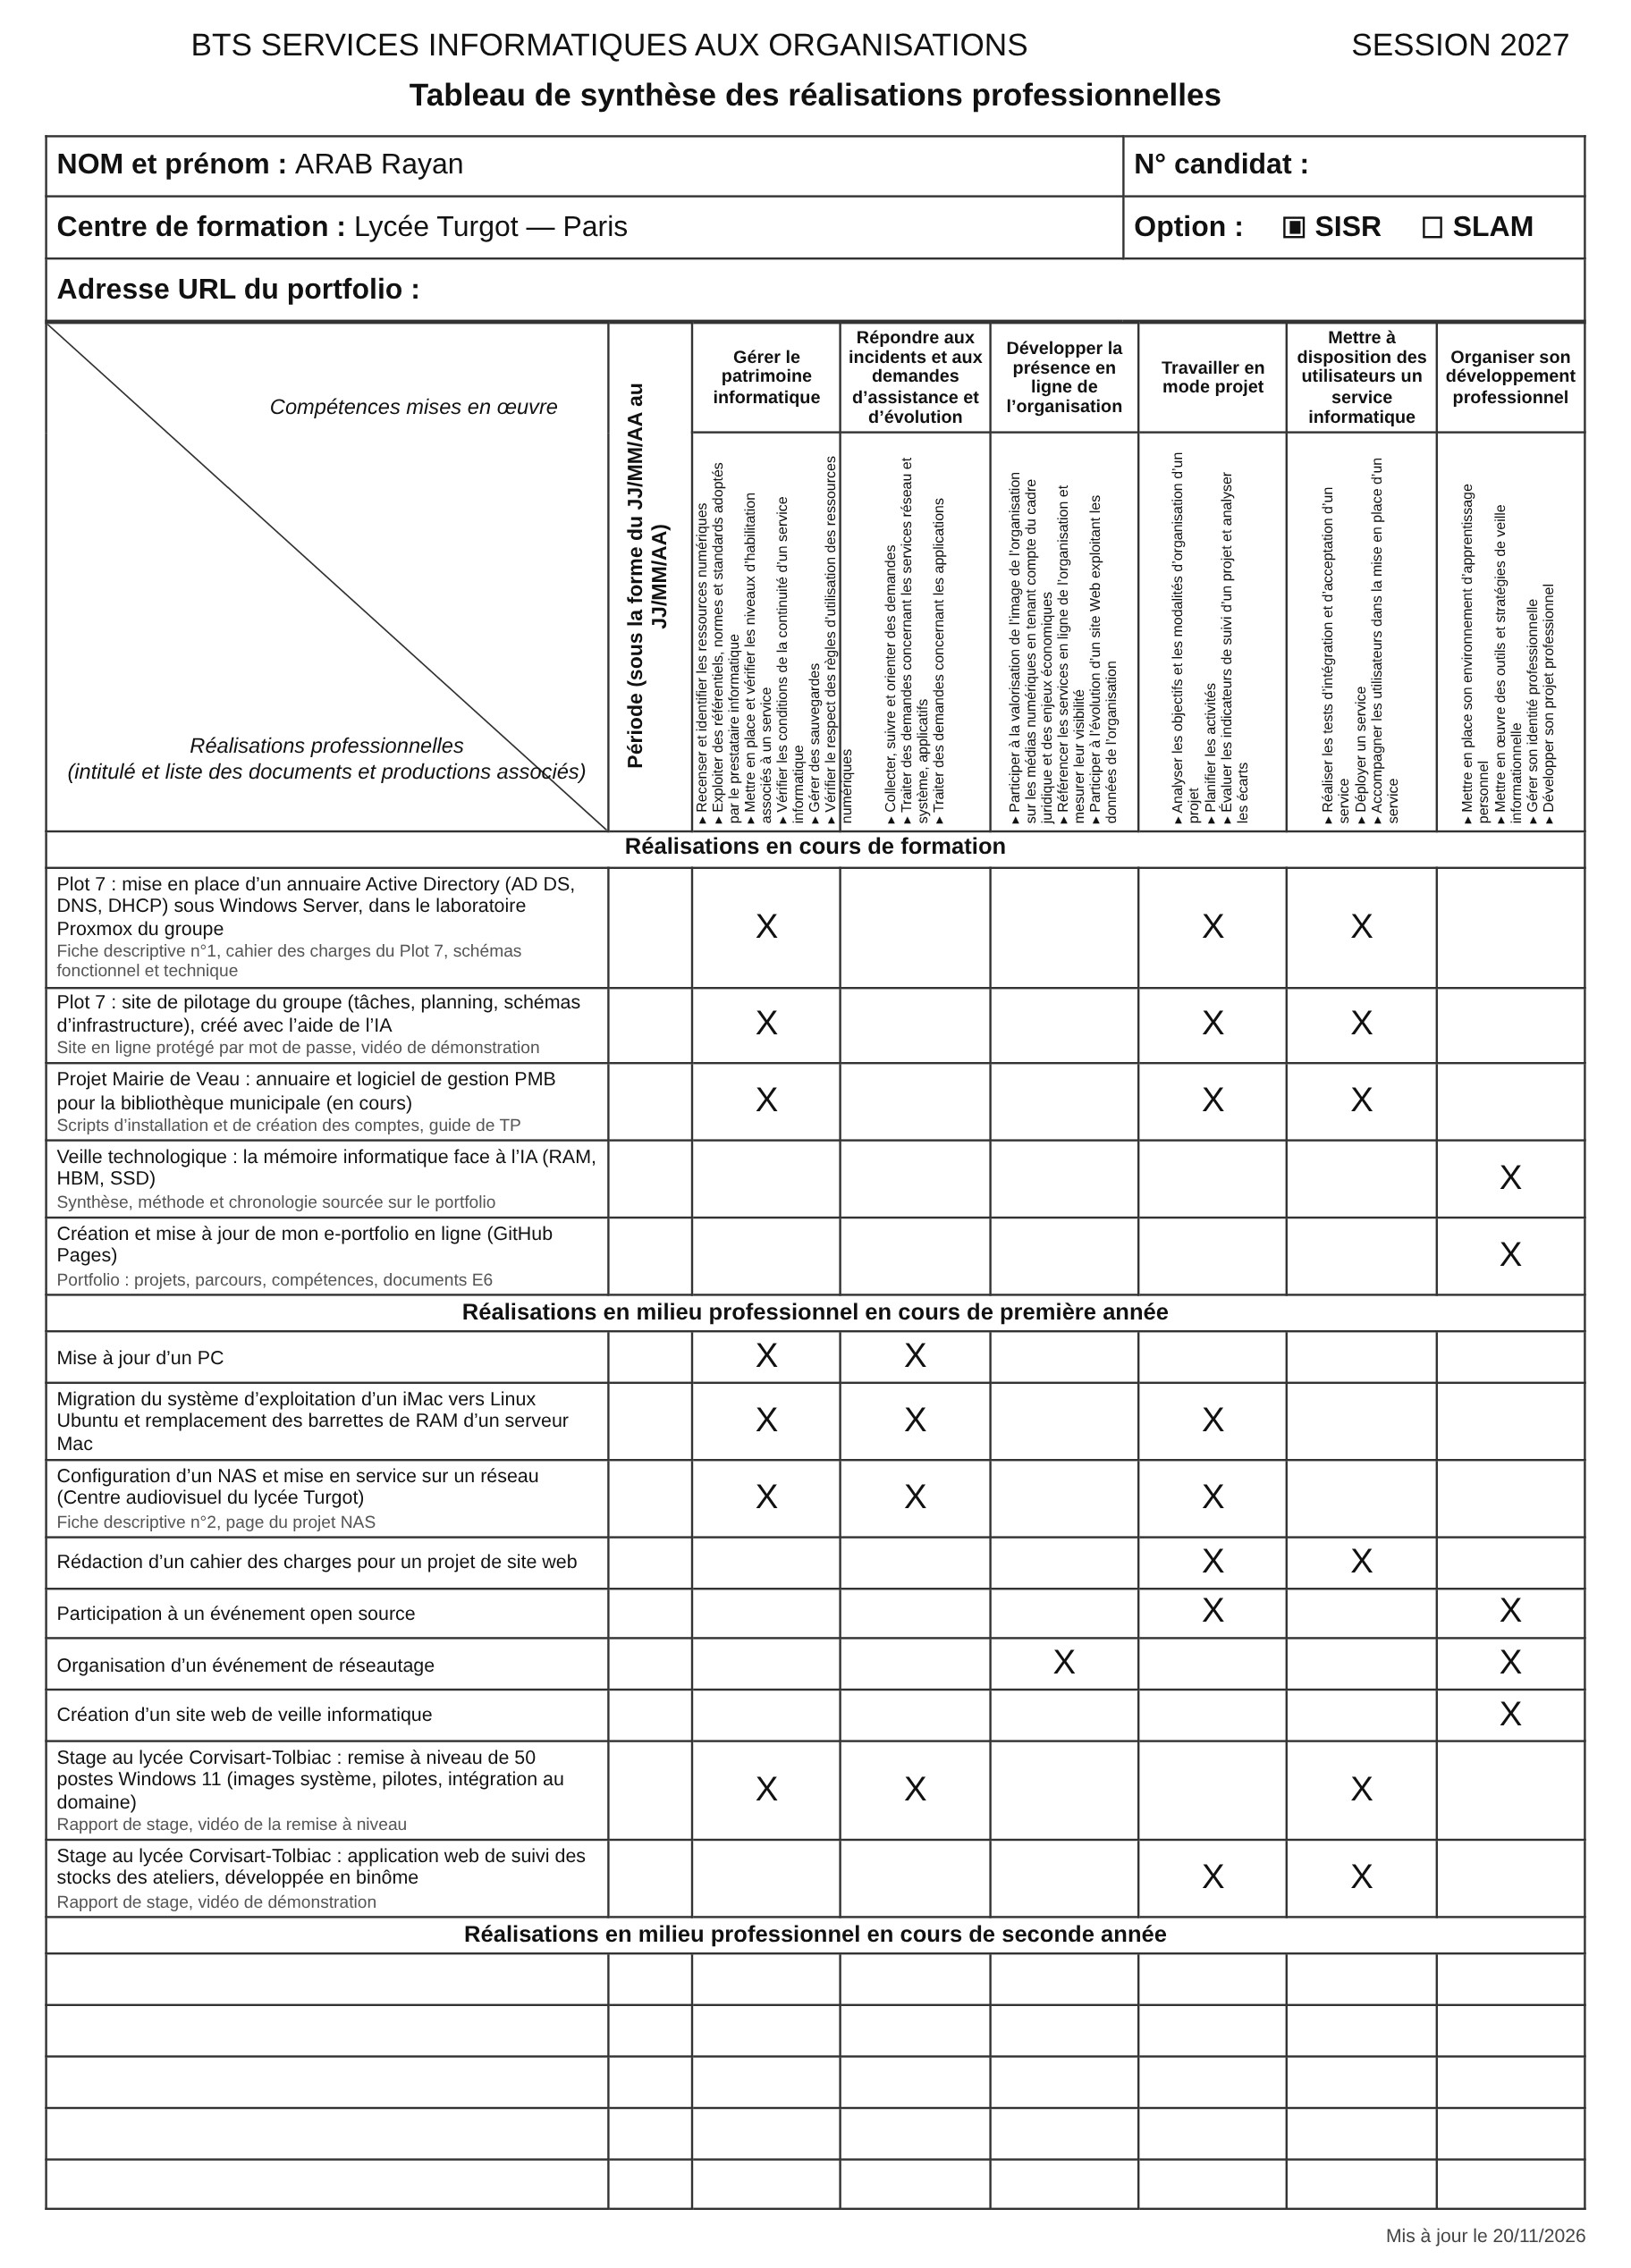 BTS SERVICES INFORMATIQUES AUX ORGANISATIONS SESSION 2027
Tableau de synthèse des réalisations professionnelles
NOM et prénom : ARAB Rayan N° candidat :
Centre de formation : Lycée Turgot — Paris Option : ▣ SISR ☐ SLAM
Adresse URL du portfolio :
Compétences mises en œuvre
Réalisations professionnelles
(intitulé et liste des documents et productions associés)
Période (sous la forme du JJ/MM/AA au
JJ/MM/AA)
Gérer le
patrimoine
informatique
Répondre aux
incidents et aux
demandes
d’assistance et
d’évolution
Développer la
présence en
ligne de
l’organisation
Travailler en
mode projet
Mettre à
disposition des
utilisateurs un
service
informatique
Organiser son
développement
professionnel
▸ Recenser et identifier les ressources numériques
▸ Exploiter des référentiels, normes et standards adoptés
par le prestataire informatique
▸ Mettre en place et vérifier les niveaux d’habilitation
associés à un service
▸ Vérifier les conditions de la continuité d’un service
informatique
▸ Gérer des sauvegardes
▸ Vérifier le respect des règles d’utilisation des ressources
numériques
▸ Collecter, suivre et orienter des demandes
▸ Traiter des demandes concernant les services réseau et
système, applicatifs
▸ Traiter des demandes concernant les applications
▸ Participer à la valorisation de l’image de l’organisation
sur les médias numériques en tenant compte du cadre
juridique et des enjeux économiques
▸ Référencer les services en ligne de l’organisation et
mesurer leur visibilité
▸ Participer à l’évolution d’un site Web exploitant les
données de l’organisation
▸ Analyser les objectifs et les modalités d’organisation d’un
projet
▸ Planifier les activités
▸ Évaluer les indicateurs de suivi d’un projet et analyser
les écarts
▸ Réaliser les tests d’intégration et d’acceptation d’un
service
▸ Déployer un service
▸ Accompagner les utilisateurs dans la mise en place d’un
service
▸ Mettre en place son environnement d’apprentissage
personnel
▸ Mettre en œuvre des outils et stratégies de veille
informationnelle
▸ Gérer son identité professionnelle
▸ Développer son projet professionnel
Réalisations en cours de formation
Plot 7 : mise en place d’un annuaire Active Directory (AD DS,
DNS, DHCP) sous Windows Server, dans le laboratoire
Proxmox du groupe
Fiche descriptive n°1, cahier des charges du Plot 7, schémas
fonctionnel et technique
X X X
Plot 7 : site de pilotage du groupe (tâches, planning, schémas
d’infrastructure), créé avec l’aide de l’IA
Site en ligne protégé par mot de passe, vidéo de démonstration
X X X
Projet Mairie de Veau : annuaire et logiciel de gestion PMB
pour la bibliothèque municipale (en cours)
Scripts d’installation et de création des comptes, guide de TP
X X X
Veille technologique : la mémoire informatique face à l’IA (RAM,
HBM, SSD)
Synthèse, méthode et chronologie sourcée sur le portfolio
X
Création et mise à jour de mon e-portfolio en ligne (GitHub
Pages)
Portfolio : projets, parcours, compétences, documents E6
X
Réalisations en milieu professionnel en cours de première année
Mise à jour d’un PC X X
Migration du système d’exploitation d’un iMac vers Linux
Ubuntu et remplacement des barrettes de RAM d’un serveur
Mac
X X X
Configuration d’un NAS et mise en service sur un réseau
(Centre audiovisuel du lycée Turgot)
Fiche descriptive n°2, page du projet NAS
X X X
Rédaction d’un cahier des charges pour un projet de site web X X
Participation à un événement open source X X
Organisation d’un événement de réseautage X X
Création d’un site web de veille informatique X
Stage au lycée Corvisart-Tolbiac : remise à niveau de 50
postes Windows 11 (images système, pilotes, intégration au
domaine)
Rapport de stage, vidéo de la remise à niveau
X X X
Stage au lycée Corvisart-Tolbiac : application web de suivi des
stocks des ateliers, développée en binôme
Rapport de stage, vidéo de démonstration
X X
Réalisations en milieu professionnel en cours de seconde année
Mis à jour le 20/11/2026